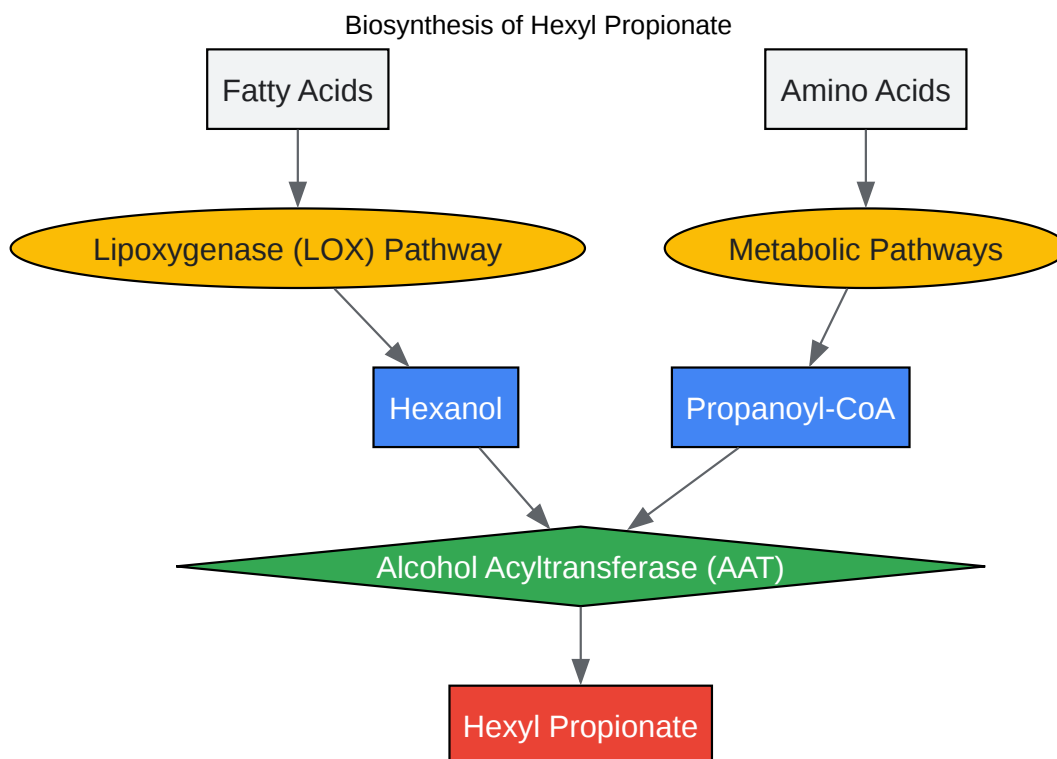 Biosynthesis of Hexyl Propionate
Fatty Acids
Amino Acids
Lipoxygenase (LOX) Pathway
Metabolic Pathways
Hexanol
Propanoyl-CoA
Alcohol Acyltransferase (AAT)
Hexyl Propionate